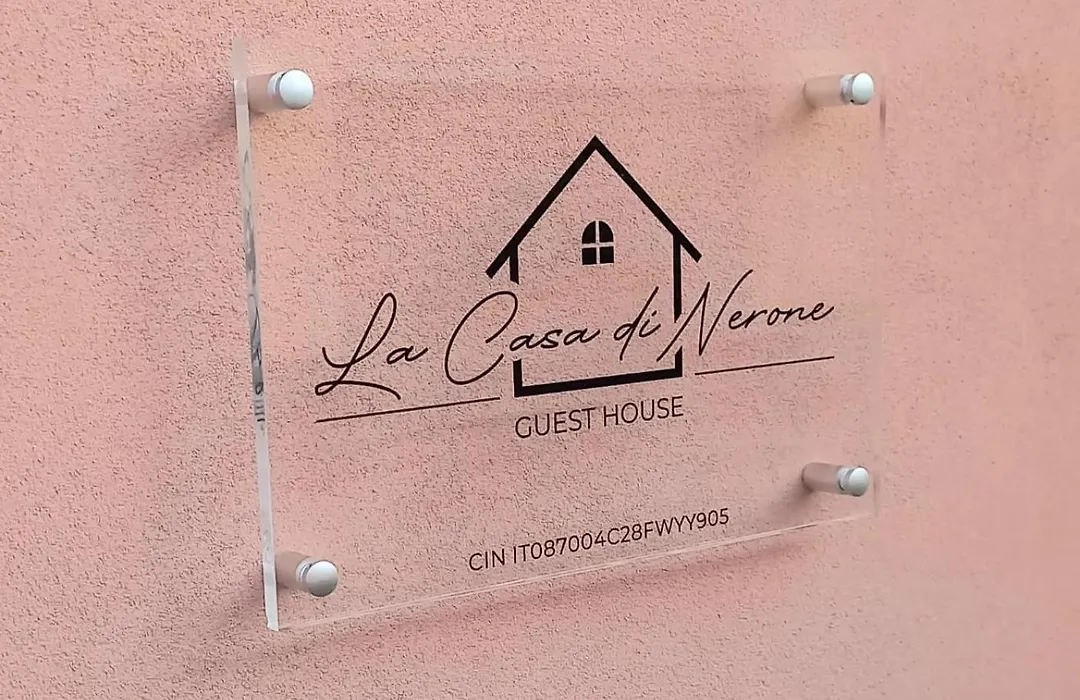 La Casa di Nerone
GUEST HOUSE
CIN IT087004C28FWYY905